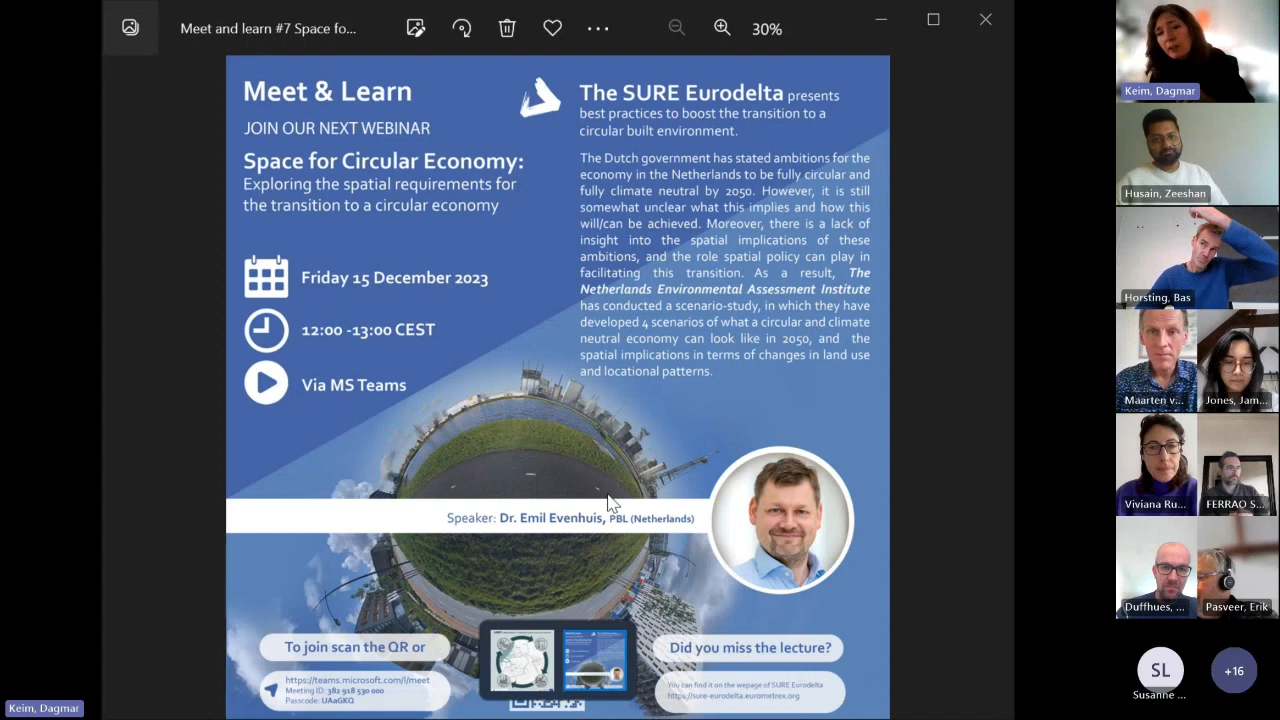 Meet and learn #7 Space fo...
30%
Meet & Learn
JOIN OUR NEXT WEBINAR
Space for Circular Economy:
Exploring the spatial requirements for
the transition to a circular economy
Friday 15 December 2023
12:00 -13:00 CEST
Via MS Teams
The SURE Eurodelta presents
best practices to boost the transition to a
circular built environment.
The Dutch government has stated ambitions for the
economy in the Netherlands to be fully circular and
fully climate neutral by 2050. However, it is still
somewhat unclear what this implies and how this
will/can be achieved. Moreover, there is a lack of
insight into the spatial implications of these
ambitions, and the role spatial policy can play in
facilitating this transition. As a result, The
Netherlands Environmental Assessment Institute
has conducted a scenario-study, in which they have
developed 4 scenarios of what a circular and climate
neutral economy can look like in 2050, and the
spatial implications in terms of changes in land use
and locational patterns.
Speaker: Dr. Emil Evenhuis, PBL (Netherlands)
To join scan the QR or
https://teams.microsoft.com/l/meet
Meeting ID: 382 918 530 000
Passcode: UAaGKQ
Did you miss the lecture?
You can find it on the wepage of SURE Eurodelta
https://sure-eurodelta.eurometrex.org
Keim, Dagmar
Keim, Dagmar
Husain, Zeeshan
Horsting, Bas
Maarten v...
Jones, Jam...
Viviana Ru...
FERRAO S...
Duffhues, ...
Pasveer, Erik
SL
Susanne ...
+16